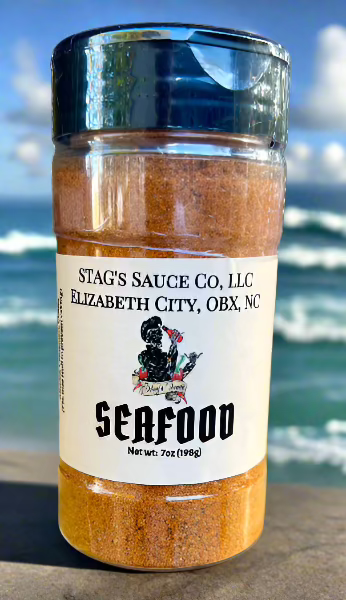 STAG'S SAUCE CO, LLC
ELIZABETH CITY, OBX, NC
SEAFOOD
Net wt: 7oz (198g)